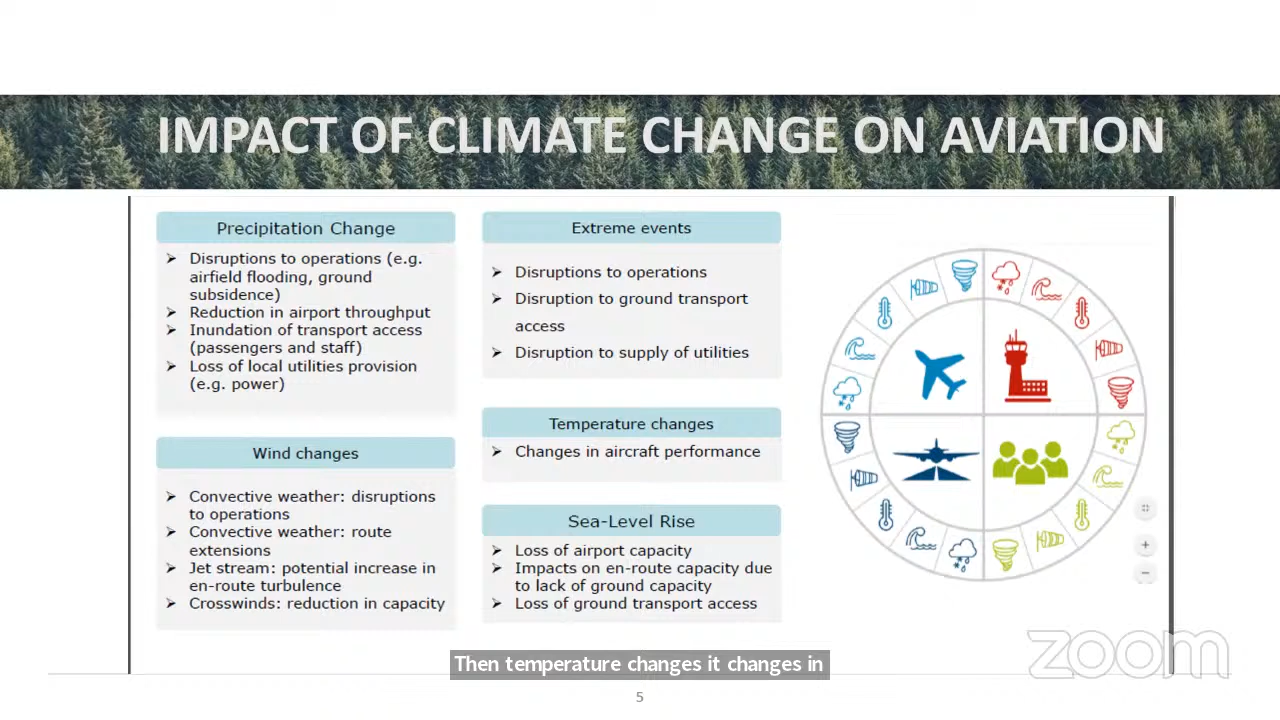 IMPACT OF CLIMATE CHANGE ON AVIATION
Precipitation Change
➢ Disruptions to operations (e.g.
airfield flooding, ground
subsidence)
➢ Reduction in airport throughput
➢ Inundation of transport access
(passengers and staff)
➢ Loss of local utilities provision
(e.g. power)
Wind changes
➢ Convective weather: disruptions
to operations
➢ Convective weather: route
extensions
➢ Jet stream: potential increase in
en-route turbulence
➢ Crosswinds: reduction in capacity
Extreme events
➢ Disruptions to operations
➢ Disruption to ground transport
access
➢ Disruption to supply of utilities
Temperature changes
➢ Changes in aircraft performance
Sea-Level Rise
➢ Loss of airport capacity
➢ Impacts on en-route capacity due
to lack of ground capacity
➢ Loss of ground transport access
zoom
Then temperature changes it changes in
5